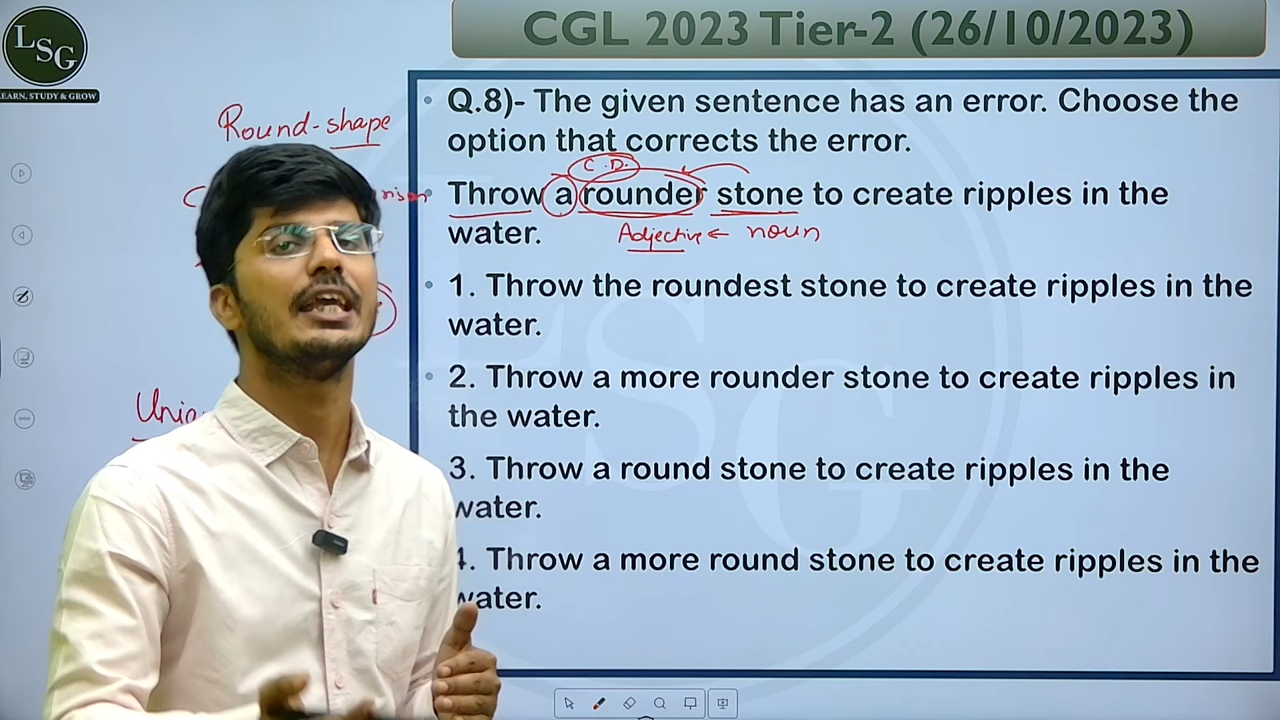 LSG
LEARN, STUDY & GROW
CGL 2023 Tier-2 (26/10/2023)
Round-shape
• Q.8)- The given sentence has an error. Choose the
option that corrects the error.
C.D.
• Throw a rounder stone to create ripples in the
water.
Adjective ← noun
• 1. Throw the roundest stone to create ripples in the
water.
• 2. Throw a more rounder stone to create ripples in
the water.
3. Throw a round stone to create ripples in the
water.
4. Throw a more round stone to create ripples in the
water.